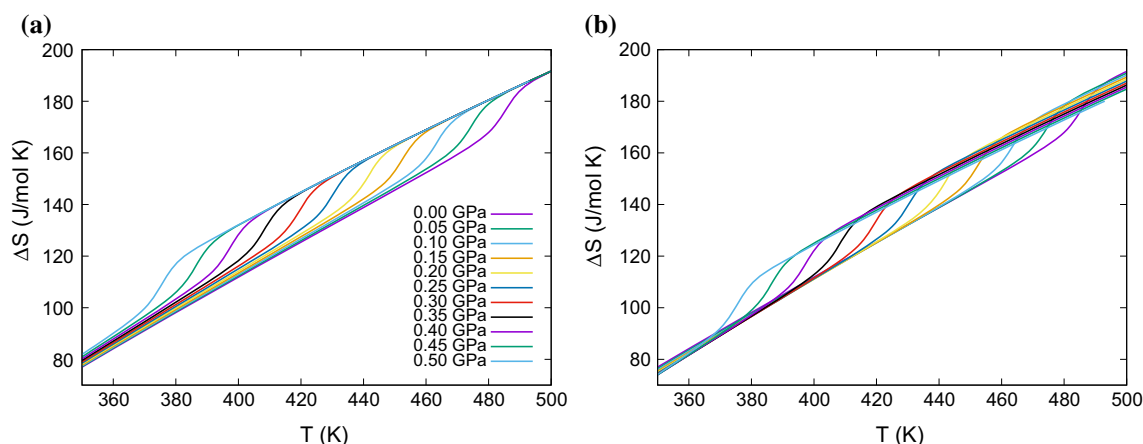 (a)
ΔS (J/mol K)
200
180
160
140
120
100
80
0.00 GPa
0.05 GPa
0.10 GPa
0.15 GPa
0.20 GPa
0.25 GPa
0.30 GPa
0.35 GPa
0.40 GPa
0.45 GPa
0.50 GPa
360 380 400 420 440 460 480 500
T (K)
(b)
ΔS (J/mol K)
200
180
160
140
120
100
80
360 380 400 420 440 460 480 500
T (K)